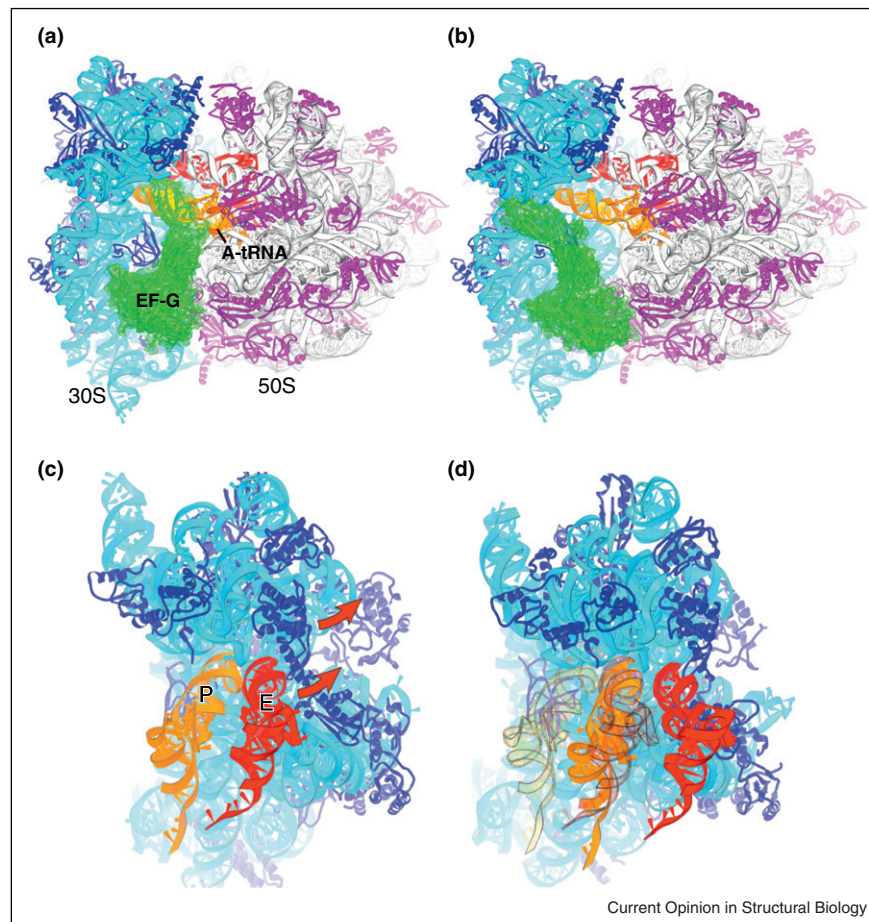 (a)
(b)
A-tRNA
EF-G
30S
50S
(c)
(d)
P
E
Current Opinion in Structural Biology